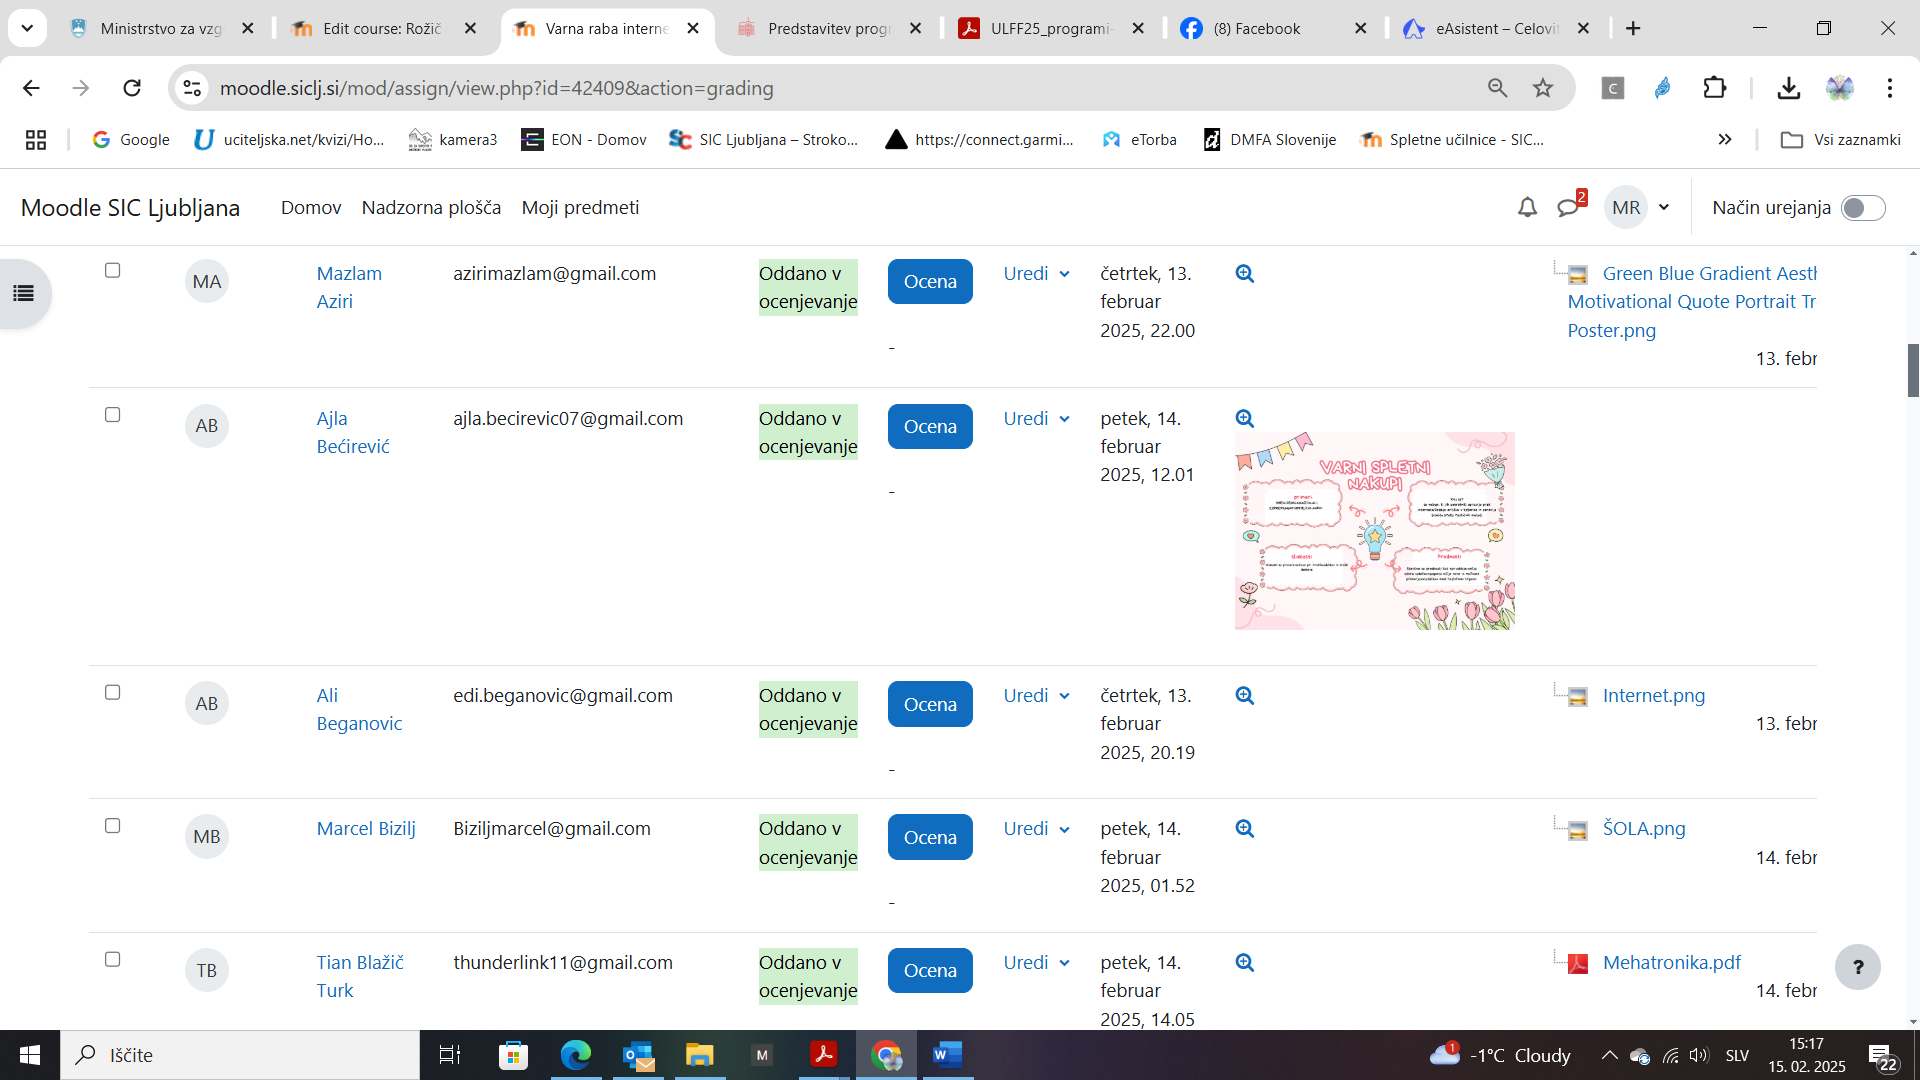 Ministrstvo za vzg
Edit course: Rožič
Varna raba interne
Predstavitev prog
ULFF25_programi-
(8) Facebook
eAsistent – Celovit
moodle.siclj.si/mod/assign/view.php?id=42409&action=grading
Google
uciteljska.net/kvizi/Ho...
kamera3
EON - Domov
SIC Ljubljana – Stroko...
https://connect.garmi...
eTorba
DMFA Slovenije
Spletne učilnice - SIC...
Vsi zaznamki
Moodle SIC Ljubljana
Domov
Nadzorna plošča
Moji predmeti
2
MR
Način urejanja
MA
Mazlam
Aziri
azirimazlam@gmail.com
Oddano v
ocenjevanje
Ocena
-
Uredi
četrtek, 13.
februar
2025, 22.00
Green Blue Gradient Aesth
Motivational Quote Portrait Tr
Poster.png
13. febr
AB
Ajla
Bećirević
ajla.becirevic07@gmail.com
Oddano v
ocenjevanje
Ocena
-
Uredi
petek, 14.
februar
2025, 12.01
VARNI SPLETNI
NAKUPI
primeri
Slabosti
Prednosti
AB
Ali
Beganovic
edi.beganovic@gmail.com
Oddano v
ocenjevanje
Ocena
-
Uredi
četrtek, 13.
februar
2025, 20.19
Internet.png
13. febr
MB
Marcel Bizilj
Biziljmarcel@gmail.com
Oddano v
ocenjevanje
Ocena
-
Uredi
petek, 14.
februar
2025, 01.52
ŠOLA.png
14. febr
TB
Tian Blažič
Turk
thunderlink11@gmail.com
Oddano v
ocenjevanje
Ocena
Uredi
petek, 14.
februar
2025, 14.05
Mehatronika.pdf
14. febr
?
Iščite
M
1
-1°C Cloudy
SLV
15:17
15. 02. 2025
22